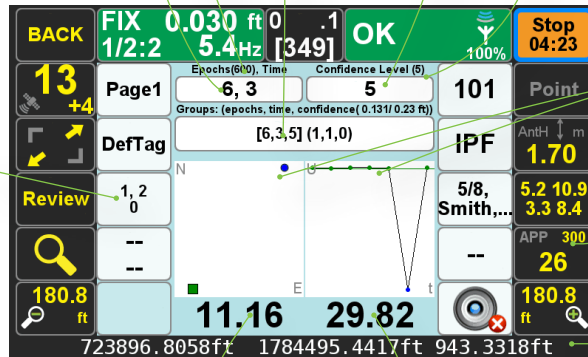 BACK
FIX 0.030 ft
1/2:2 5.4Hz
0 .1
[349]
OK
100%
Stop
04:23
13
+4
Page1
Epochs(600), Time
6, 3
Confidence Level (5)
5
101
Point
Groups: (epochs, time, confidence( 0.131/ 0.23 ft))
[6,3,5] (1,1,0)
DefTag
IPF
AntH m
1.70
Review
1, 2
0
N
E
U
t
5/8,
Smith,...
5.2 10.9
3.3 8.4
--
--
--
APP 300
26
180.8
ft
11.16
29.82
180.8
ft
723896.8058ft 1784495.4417ft 943.3318ft